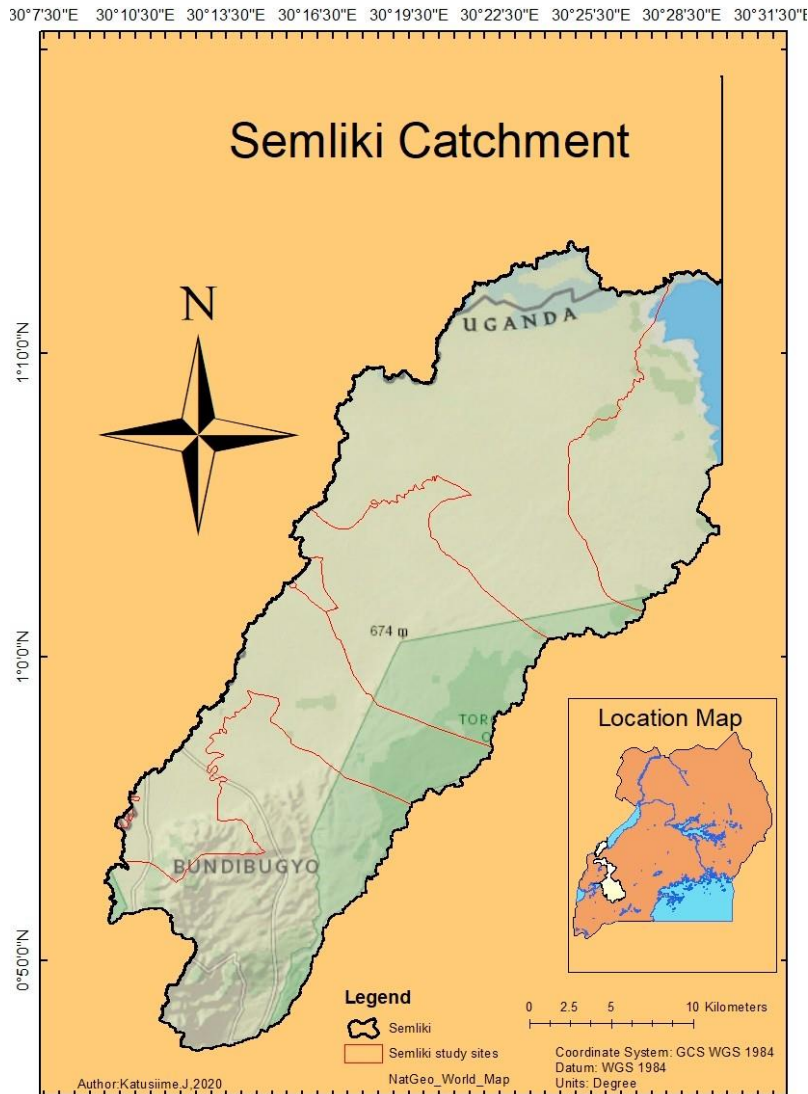 30°7'30"E 30°10'30"E 30°13'30"E 30°16'30"E 30°19'30"E 30°22'30"E 30°25'30"E 30°28'30"E 30°31'30"E
Semliki Catchment
N
UGANDA
1°10'0"N
674 m
1°0'0"N
Location Map
BUNDIBUGYO
0°50'0"N
Legend
Semliki
Semliki study sites
NatGeo_World_Map
0 2.5 5 10 Kilometers
Coordinate System: GCS WGS 1984
Datum: WGS 1984
Units: Degree
Author:Katusiime.J,2020